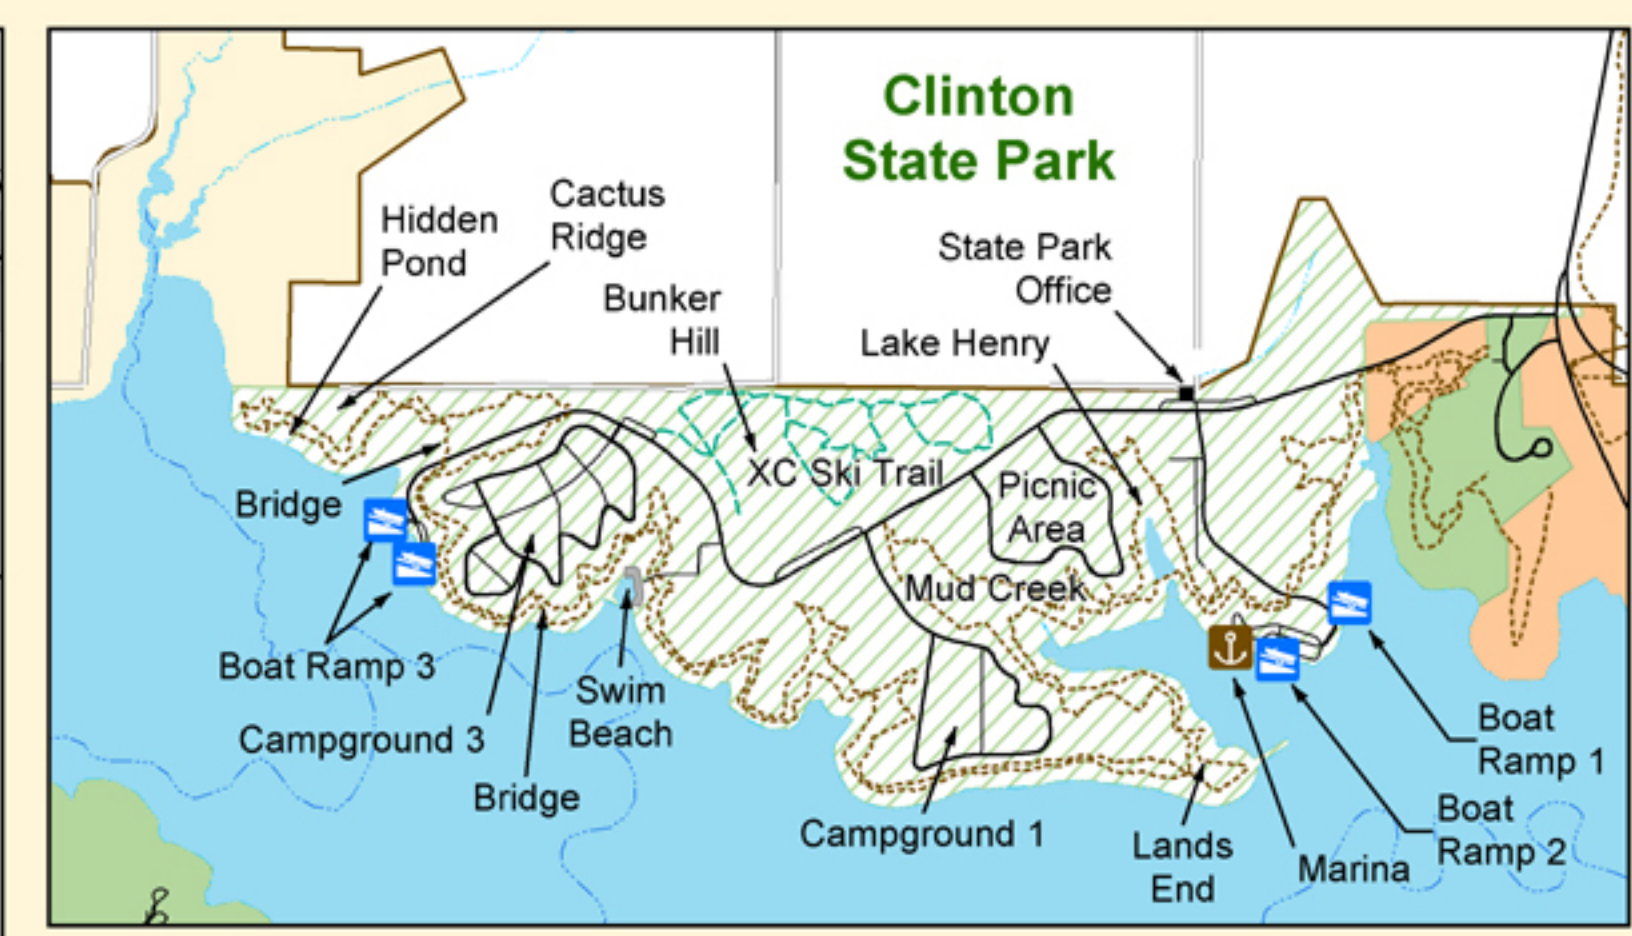 Clinton
State Park
Cactus
Ridge
Hidden
Pond
State Park
Office
Bunker
Hill
Lake Henry
XC Ski Trail
Picnic
Area
Bridge
Mud Creek
Boat Ramp 3
Swim
Beach
Campground 3
Bridge
Campground 1
Lands
End
Marina
Boat
Ramp 1
Boat
Ramp 2